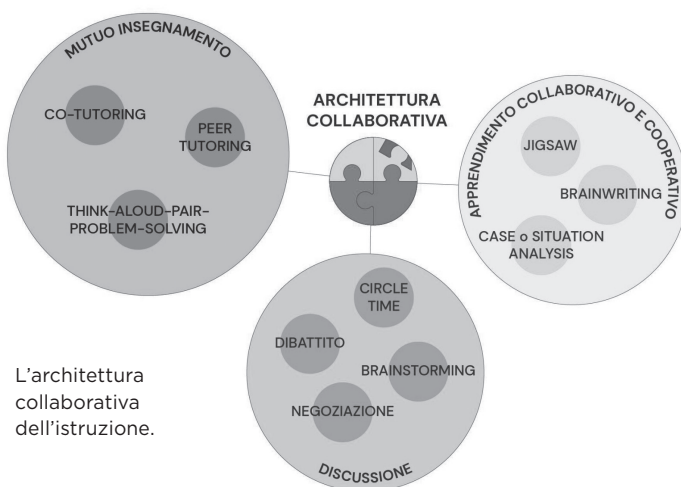 MUTUO INSEGNAMENTO
CO-TUTORING
PEER
TUTORING
THINK-ALOUD-PAIR-
PROBLEM-SOLVING
ARCHITETTURA
COLLABORATIVA
APPRENDIMENTO COLLABORATIVO E COOPERATIVO
JIGSAW
BRAINWRITING
CASE o SITUATION
ANALYSIS
CIRCLE
TIME
DIBATTITO
BRAINSTORMING
NEGOZIAZIONE
DISCUSSIONE
L’architettura
collaborativa
dell’istruzione.